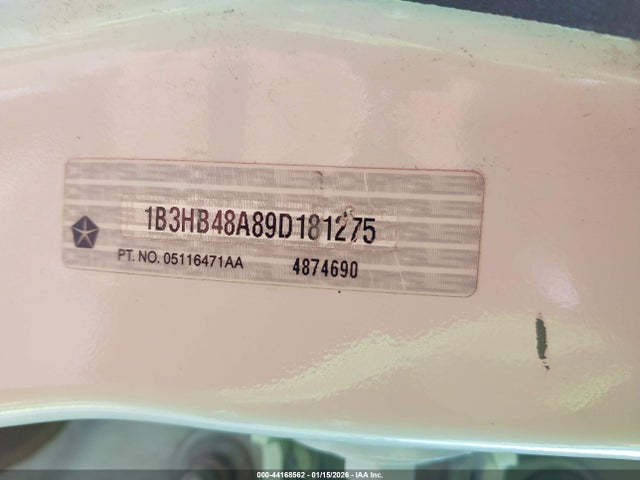 1B3HB48A89D181275
PT. NO. 05116471AA 4874690
000-44168562 - 01/15/2026 - IAA Inc.